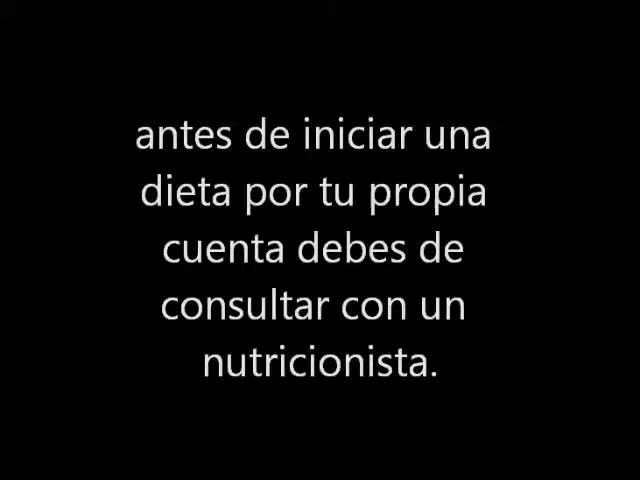 antes de iniciar una
dieta por tu propia
cuenta debes de
consultar con un
nutricionista.